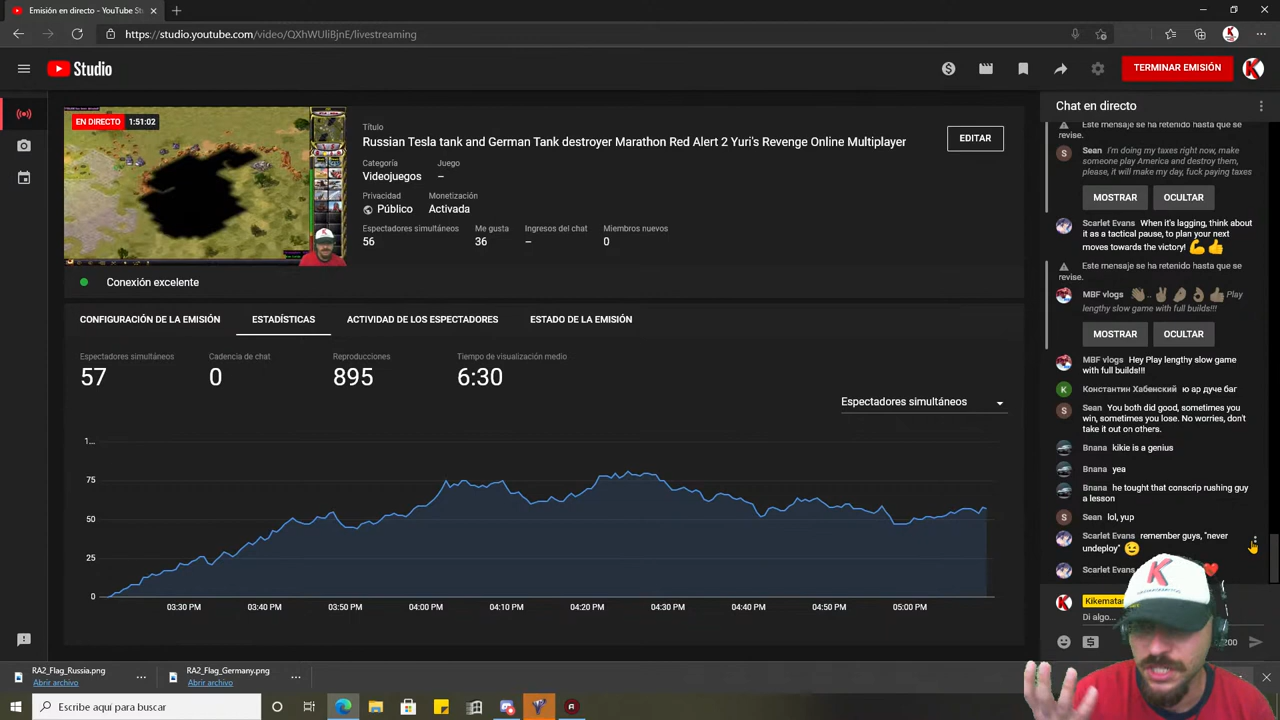 Emisión en directo - YouTube St
https://studio.youtube.com/video/QXhWUliBjnE/livestreaming
Studio
TERMINAR EMISIÓN
EN DIRECTO 1:51:02
Título
Russian Tesla tank and German Tank destroyer Marathon Red Alert 2 Yuri's Revenge Online Multiplayer
EDITAR
Categoría Juego
Videojuegos –
Privacidad Monetización
Público Activada
Espectadores simultáneos Me gusta Ingresos del chat Miembros nuevos
56 36 – 0
Conexión excelente
CONFIGURACIÓN DE LA EMISIÓN ESTADÍSTICAS ACTIVIDAD DE LOS ESPECTADORES ESTADO DE LA EMISIÓN
Espectadores simultáneos Cadencia de chat Reproducciones Tiempo de visualización medio
57 0 895 6:30
Espectadores simultáneos
1...
75
50
25
0
03:30 PM 03:40 PM 03:50 PM 04:00 PM 04:10 PM 04:20 PM 04:30 PM 04:40 PM 04:50 PM 05:00 PM
Chat en directo
Este mensaje se ha retenido hasta que se
revise.
Sean I'm doing my taxes right now, make
someone play America and destroy them,
please, it will make my day, fuck paying taxes
MOSTRAR OCULTAR
Scarlet Evans When it's lagging, think about
it as a tactical pause, to plan your next
moves towards the victory! 💪👍
Este mensaje se ha retenido hasta que se
revise.
MBF vlogs Play
lengthy slow game with full builds!!!
MOSTRAR OCULTAR
MBF vlogs Hey Play lengthy slow game
with full builds!!!
Константин Хабенский ю ар дуче баг
Sean You both did good, sometimes you
win, sometimes you lose. No worries, don't
take it out on others.
Bnana kikie is a genius
Bnana yea
Bnana he tought that conscrip rushing guy
a lesson
Sean lol, yup
Scarlet Evans remember guys, "never
undeploy" 😉
Scarlet Evans
Kikematam
Di algo...
200
RA2_Flag_Russia.png
Abrir archivo
RA2_Flag_Germany.png
Abrir archivo
Escribe aquí para buscar